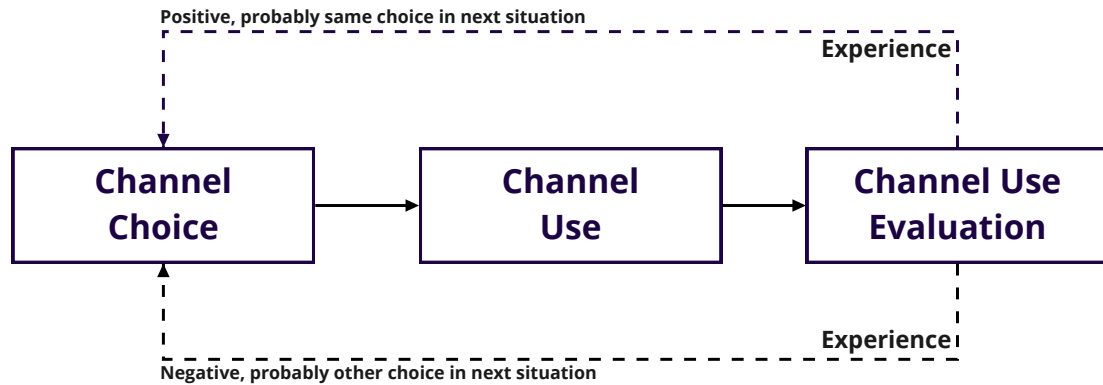 Positive, probably same choice in next situation
Experience
Channel
Choice
Channel
Use
Channel Use
Evaluation
Experience
Negative, probably other choice in next situation